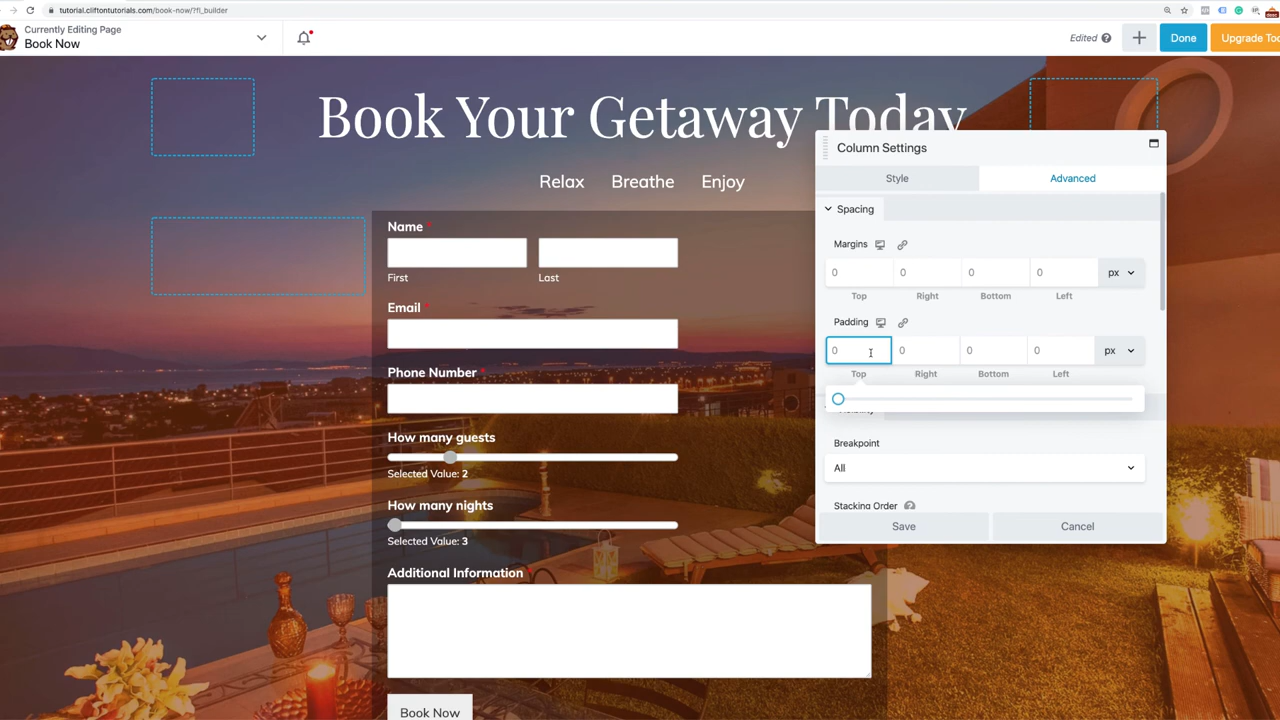 tutorial.cliftontutorials.com/book-now/?fl_builder
Currently Editing Page
Book Now
Edited
Done
Book Your Getaway Today
Relax Breathe Enjoy
Name *
First Last
Email *
Phone Number *
How many guests
Selected Value: 2
How many nights
Selected Value: 3
Additional Information *
Book Now
Column Settings
Style Advanced
Spacing
Margins
0 0 0 0 px
Top Right Bottom Left
Padding
0 0 0 0 px
Top Right Bottom Left
Breakpoint
All
Stacking Order
Save Cancel
Upgrade